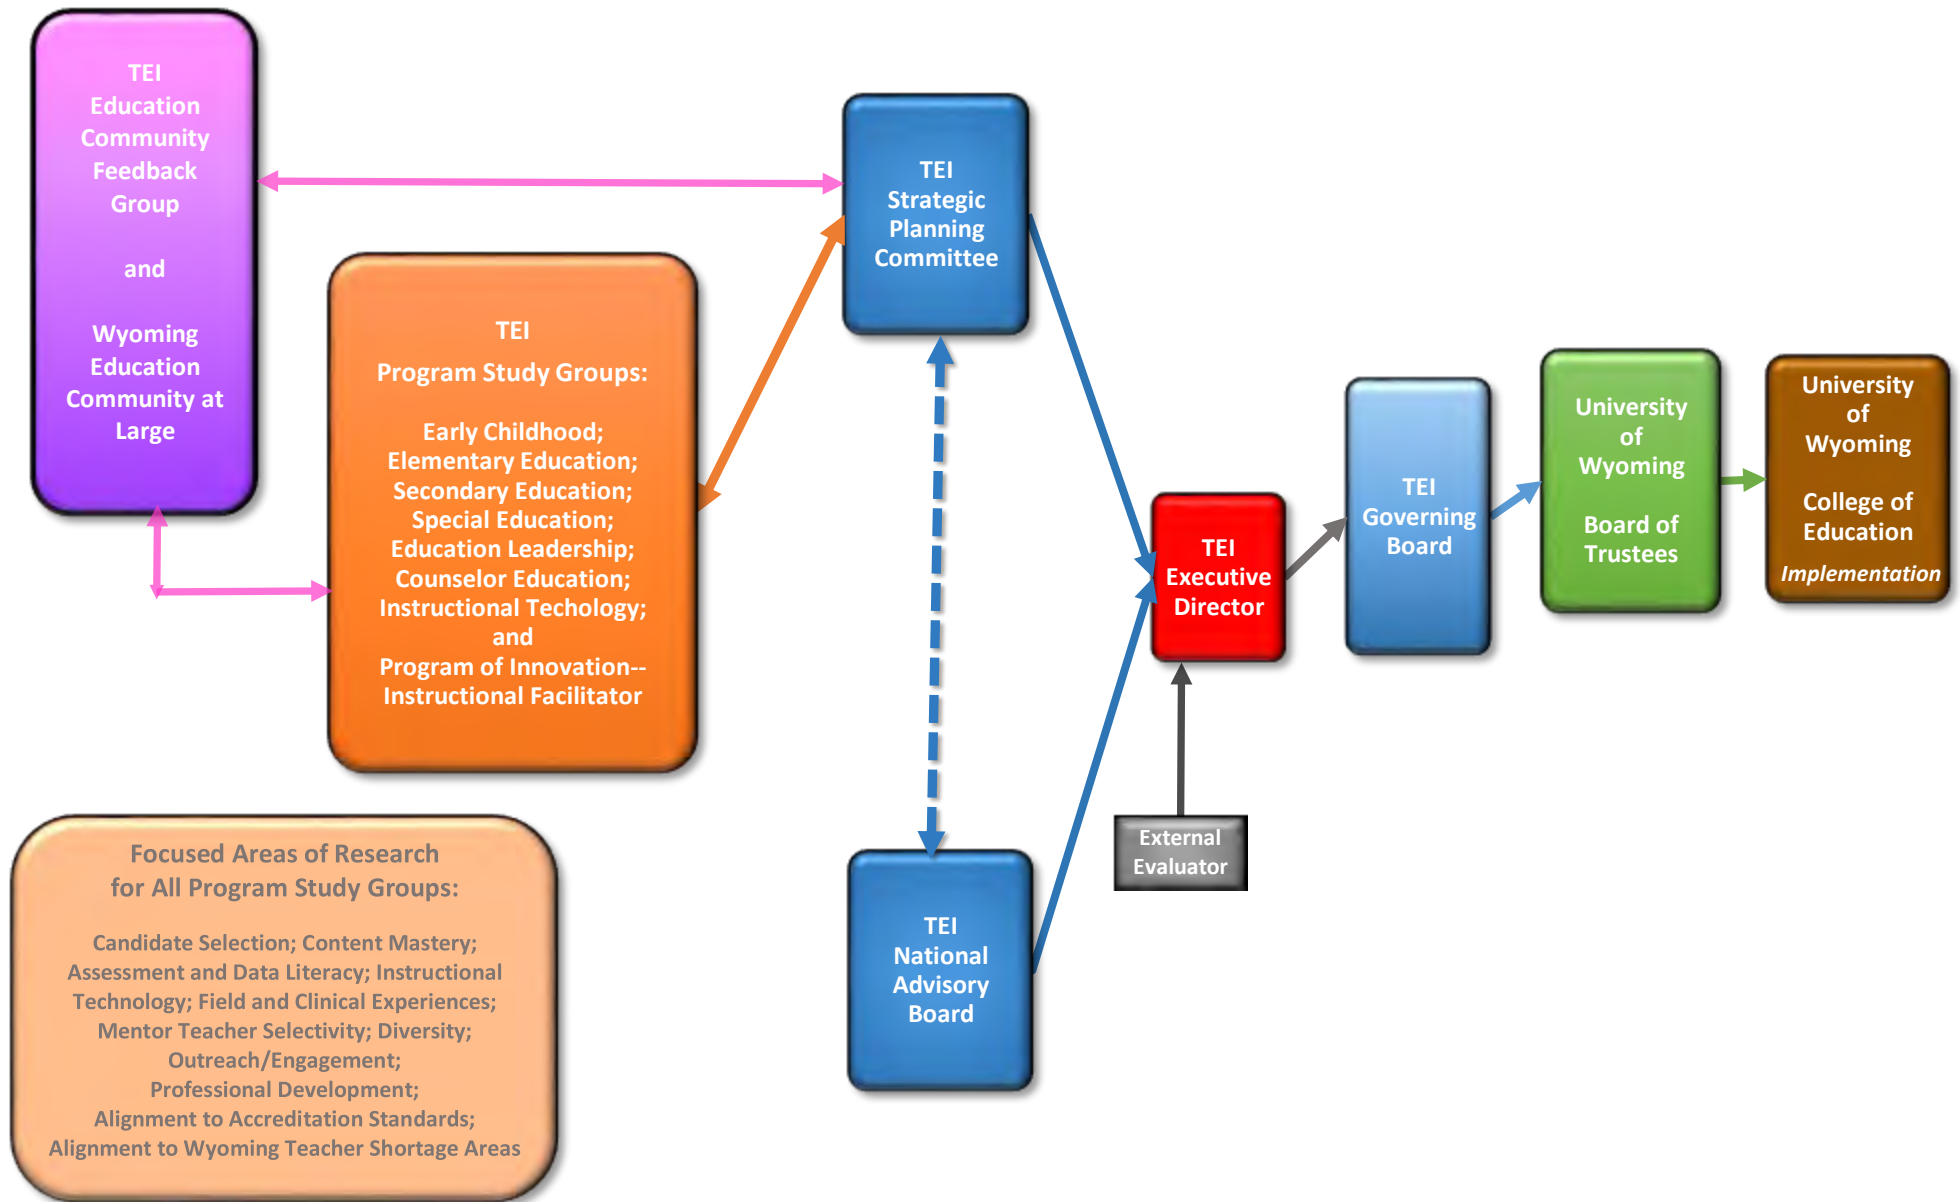 TEI
Education
Community
Feedback
Group
and
Wyoming
Education
Community at
Large
TEI
Program Study Groups:
Early Childhood;
Elementary Education;
Secondary Education;
Special Education;
Education Leadership;
Counselor Education;
Instructional Techology;
and
Program of Innovation--
Instructional Facilitator
Focused Areas of Research
for All Program Study Groups:
Candidate Selection; Content Mastery;
Assessment and Data Literacy; Instructional
Technology; Field and Clinical Experiences;
Mentor Teacher Selectivity; Diversity;
Outreach/Engagement;
Professional Development;
Alignment to Accreditation Standards;
Alignment to Wyoming Teacher Shortage Areas
TEI
Strategic
Planning
Committee
TEI
National
Advisory
Board
TEI
Executive
Director
External
Evaluator
TEI
Governing
Board
University
of
Wyoming
Board of
Trustees
University
of
Wyoming
College of
Education
Implementation